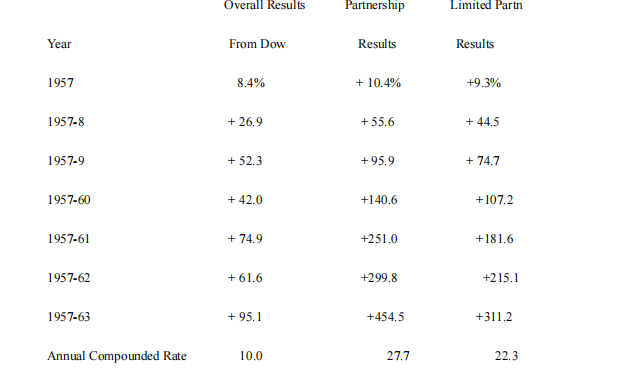 Overall Results Partnership Limited Partn
Year From Dow Results Results
1957 8.4% + 10.4% +9.3%
1957-8 + 26.9 + 55.6 + 44.5
1957-9 + 52.3 + 95.9 + 74.7
1957-60 + 42.0 +140.6 +107.2
1957-61 + 74.9 +251.0 +181.6
1957-62 + 61.6 +299.8 +215.1
1957-63 + 95.1 +454.5 +311.2
Annual Compounded Rate 10.0 27.7 22.3